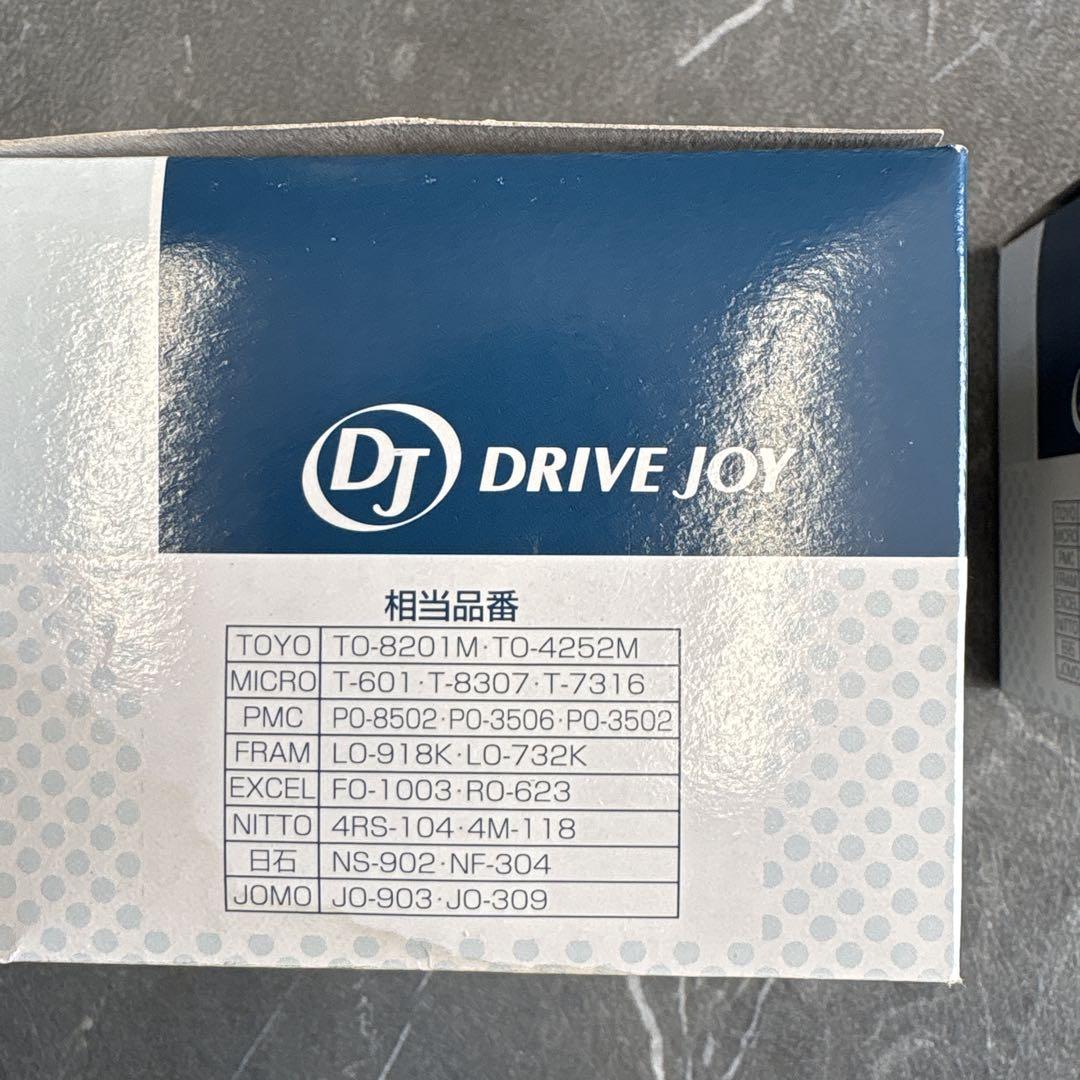 DJ DRIVE JOY
相当品番
TOYO TO-8201M·TO-4252M
MICRO T-601·T-8307·T-7316
PMC PO-8502·PO-3506·PO-3502
FRAM LO-918K·LO-732K
EXCEL FO-1003·RO-623
NITTO 4RS-104·4M-118
日石 NS-902·NF-304
JOMO JO-903·JO-309